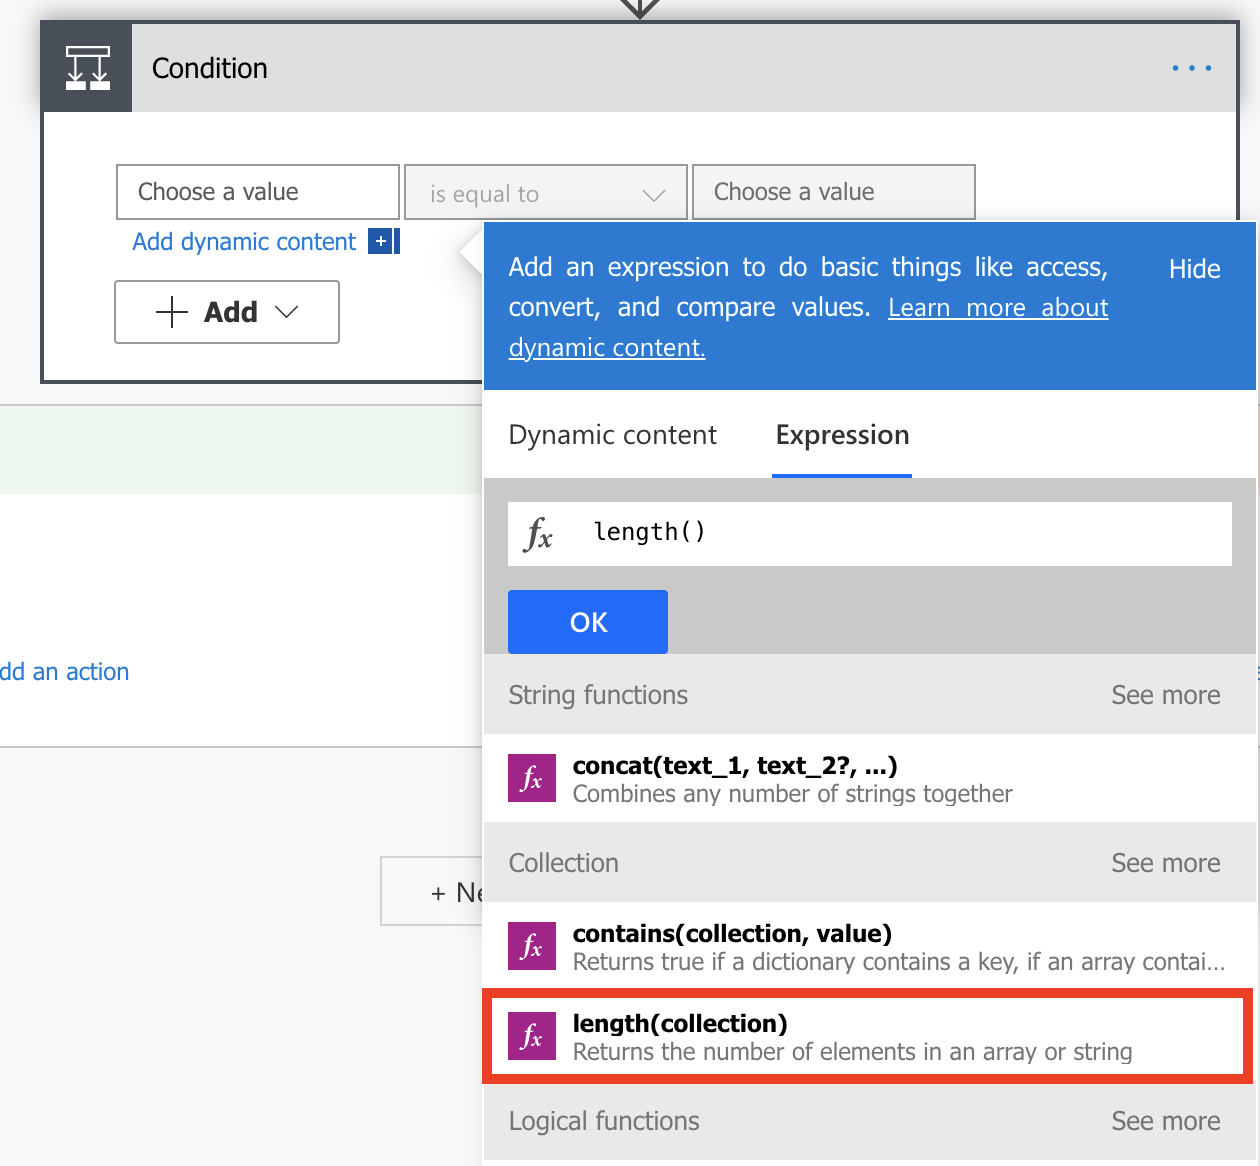 Condition
...
Choose a value
is equal to
Choose a value
Add dynamic content
+
+ Add
Add an expression to do basic things like access,
convert, and compare values. Learn more about
dynamic content.
Hide
Dynamic content
Expression
fx length()
OK
dd an action
String functions
See more
fx
concat(text_1, text_2?, ...)
Combines any number of strings together
Collection
See more
+ Ne
fx
contains(collection, value)
Returns true if a dictionary contains a key, if an array contai...
fx
length(collection)
Returns the number of elements in an array or string
Logical functions
See more